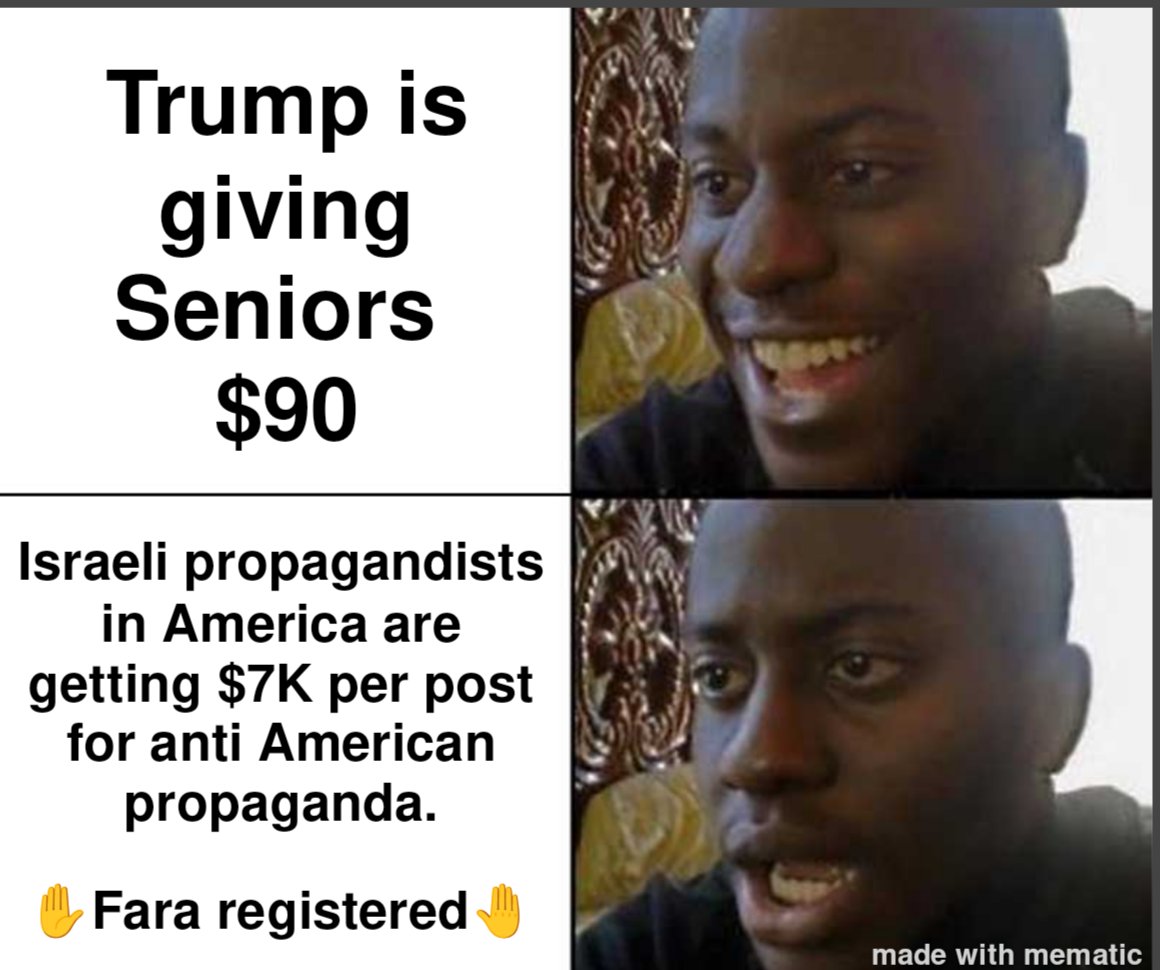 Trump is
giving
Seniors
$90
Israeli propagandists
in America are
getting $7K per post
for anti American
propaganda.
✋Fara registered🤚
made with mematic